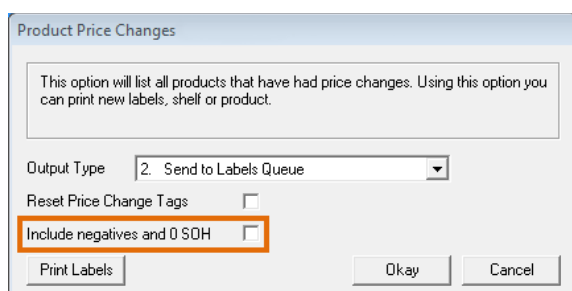 Product Price Changes
This option will list all products that have had price changes. Using this option you
can print new labels, shelf or product.
Output Type 2. Send to Labels Queue
Reset Price Change Tags
Include negatives and 0 SOH
Print Labels Okay Cancel